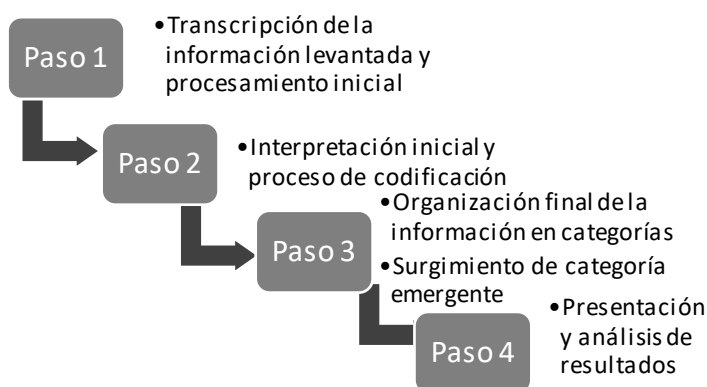 Paso 1
•Transcripción de la
información levantada y
procesamiento inicial
Paso 2
•Interpretación inicial y
proceso de codificación
Paso 3
•Organización final de la
información en categorías
•Surgimiento de categoría
emergente
Paso 4
•Presentación
y análisis de
resultados